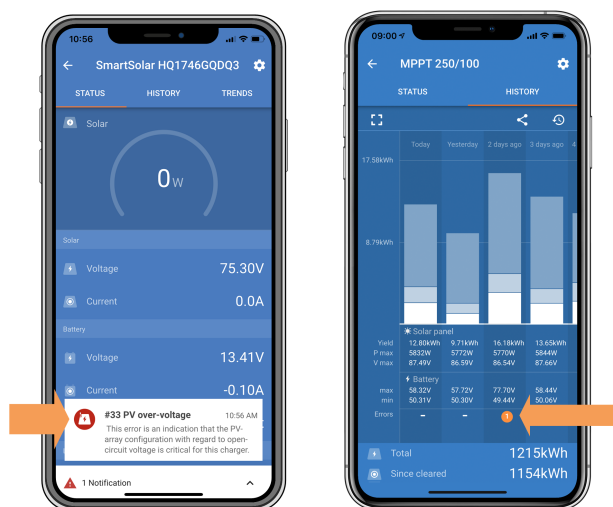 10:56
SmartSolar HQ1746GQDQ3
STATUS HISTORY TRENDS
Solar
0W
Solar
Voltage 75.30V
Current 0.0A
Battery
Voltage 13.41V
Current -0.10A
#33 PV over-voltage 10:56 AM
This error is an indication that the PV-
array configuration with regard to open-
circuit voltage is critical for this charger.
1 Notification
09:00
MPPT 250/100
STATUS HISTORY
Today Yesterday 2 days ago 3 days ago 4
17.58kWh
8.79kWh
Solar panel
Yield 12.80kWh 9.71kWh 16.18kWh 13.65kWh
P max 5832W 5772W 5770W 5844W
V max 87.49V 86.59V 86.54V 87.66V
Battery
max 58.32V 57.72V 77.70V 58.44V
min 50.31V 50.30V 49.44V 50.06V
Errors – – 1
Total 1215kWh
Since cleared 1154kWh